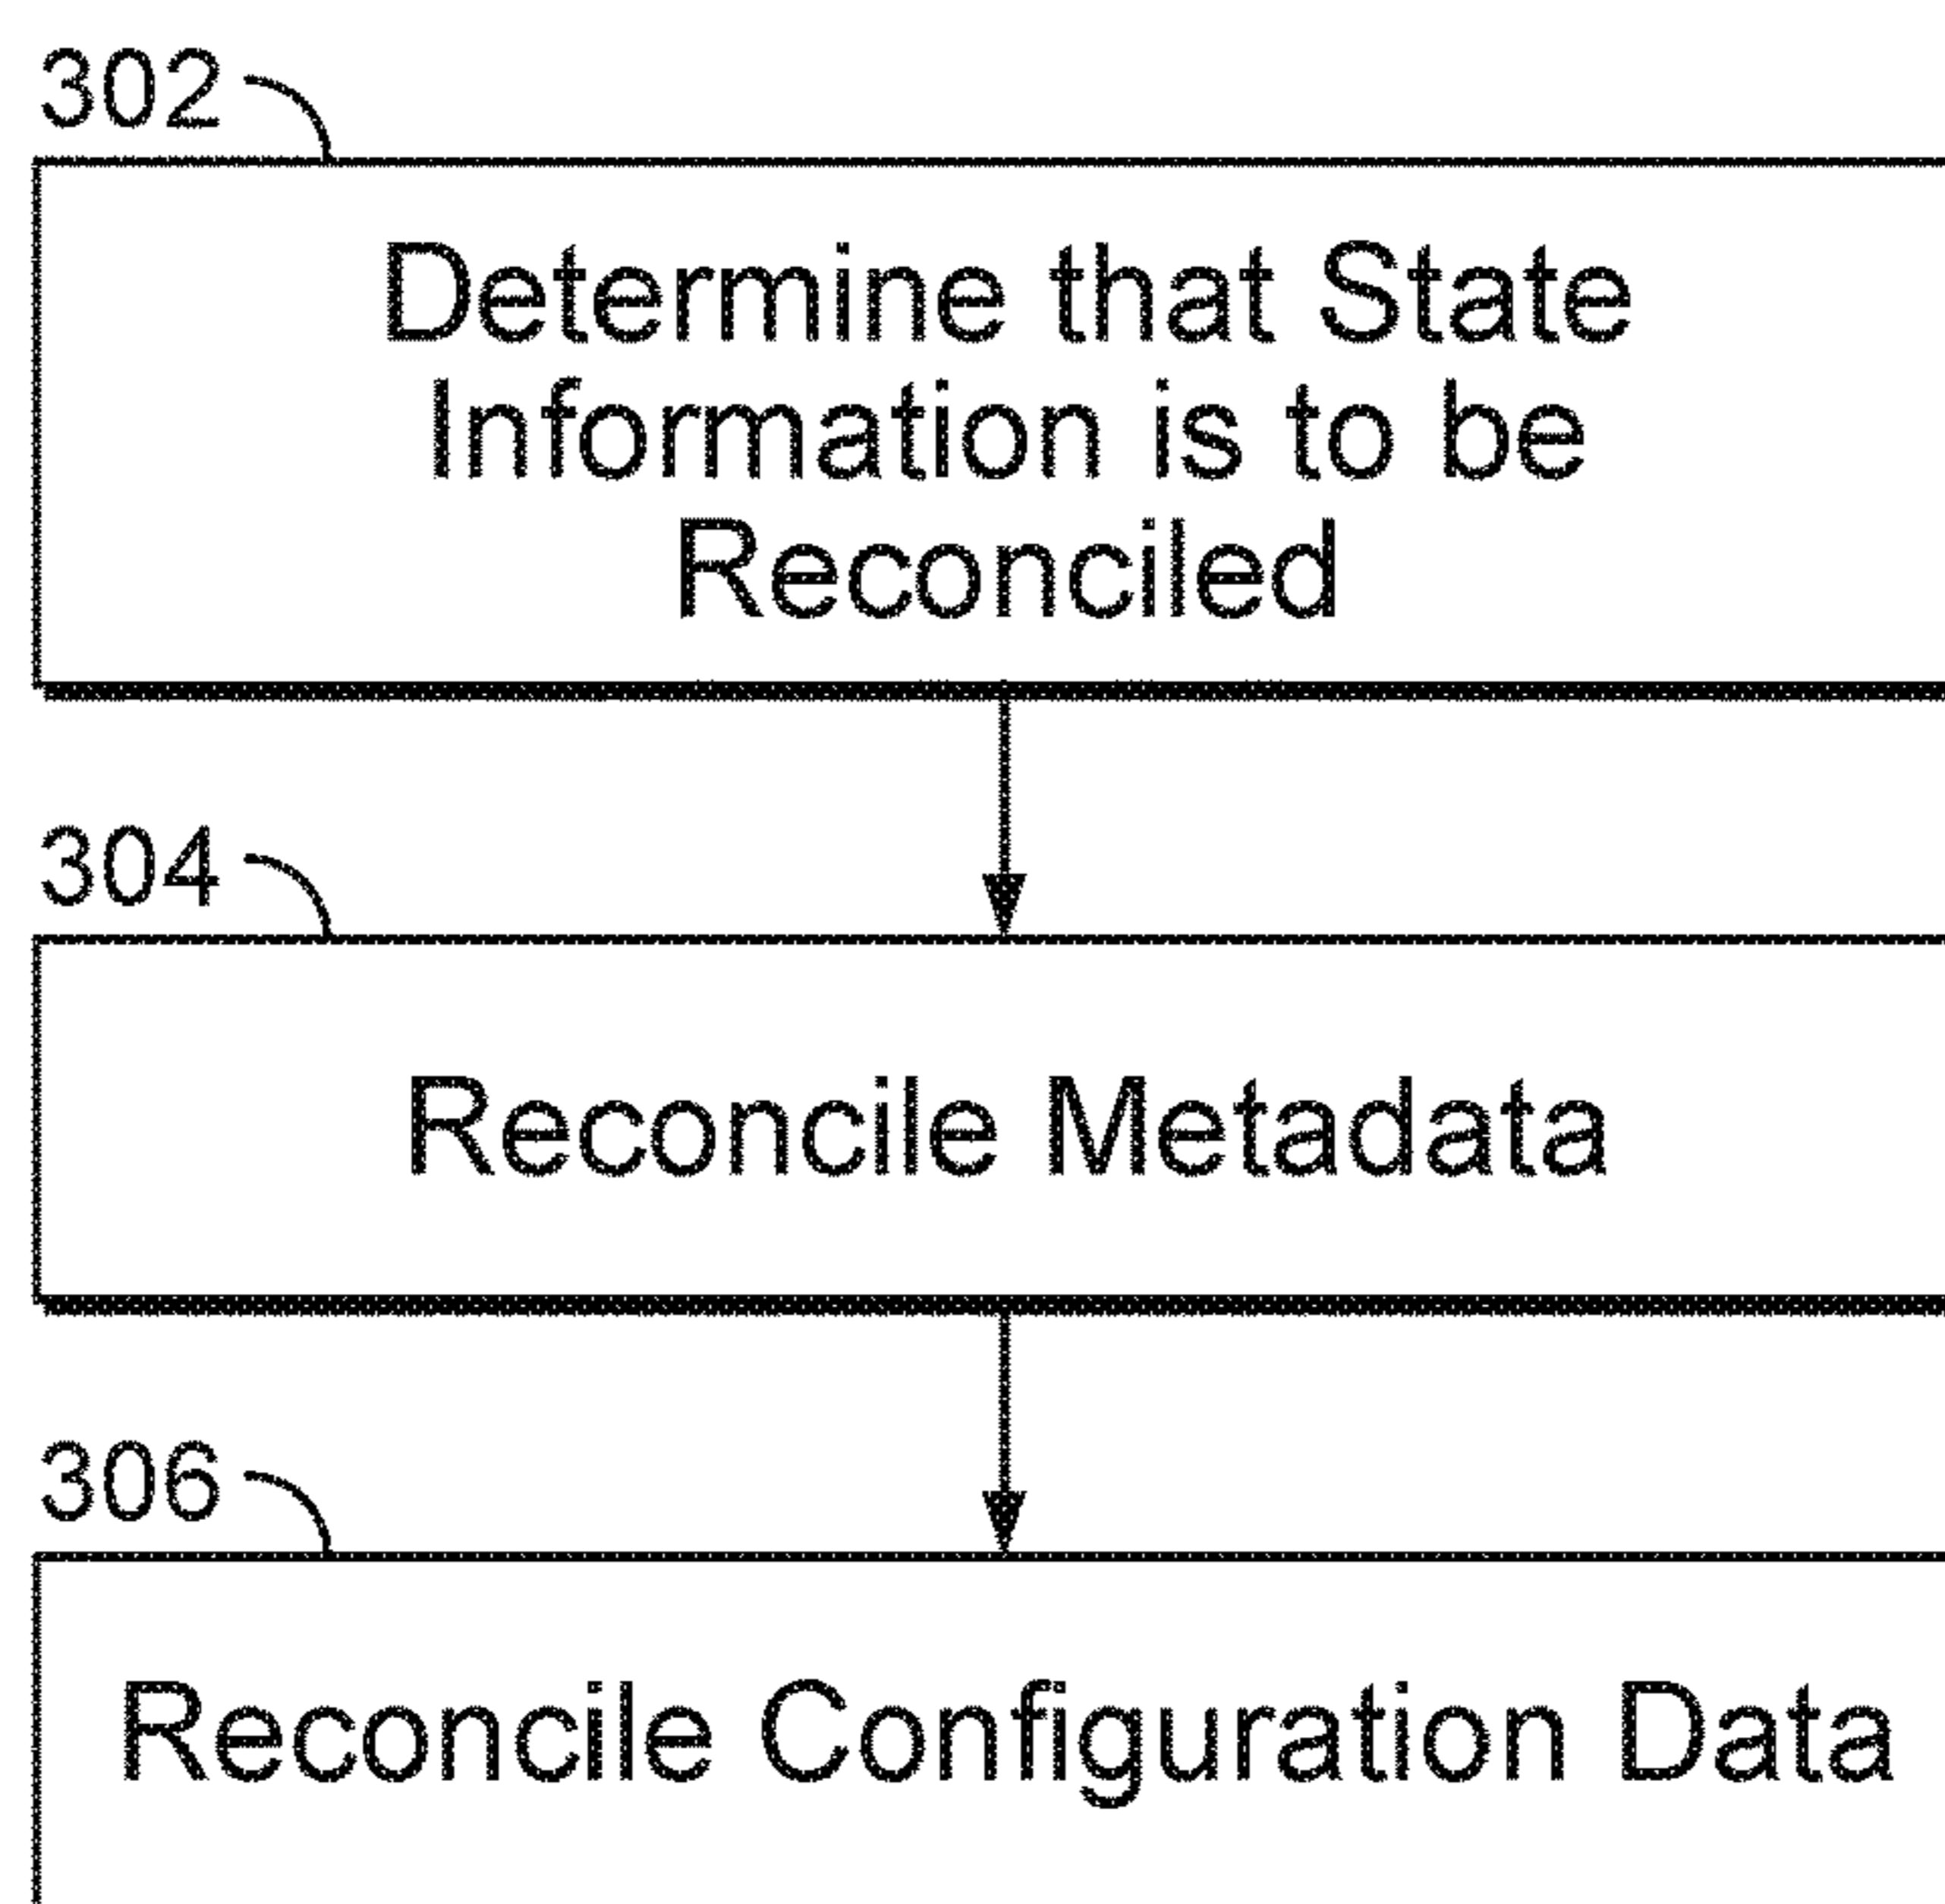 302
Determine that State
Information is to be
Reconciled
304
Reconcile Metadata
306
Reconcile Configuration Data